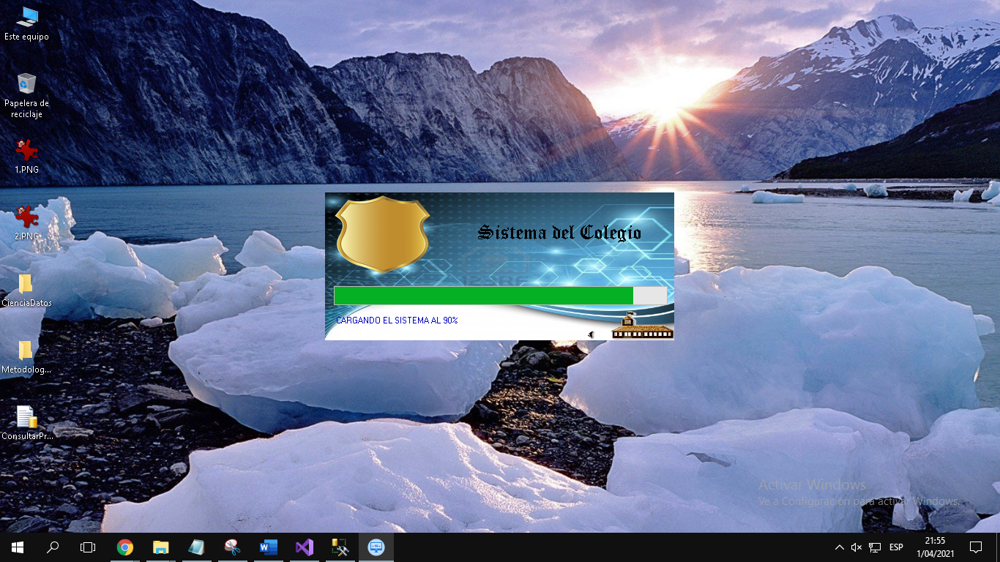 Este equipo
Papelera de
reciclaje
1.PNG
2.PNG
CienciaDatos
Metodolog...
ConsultarPr...
Sistema del Colegio
CARGANDO EL SISTEMA AL 90%
Activar Windows
Ve a Configuración para activar Windows.
ESP
21:55
1/04/2021